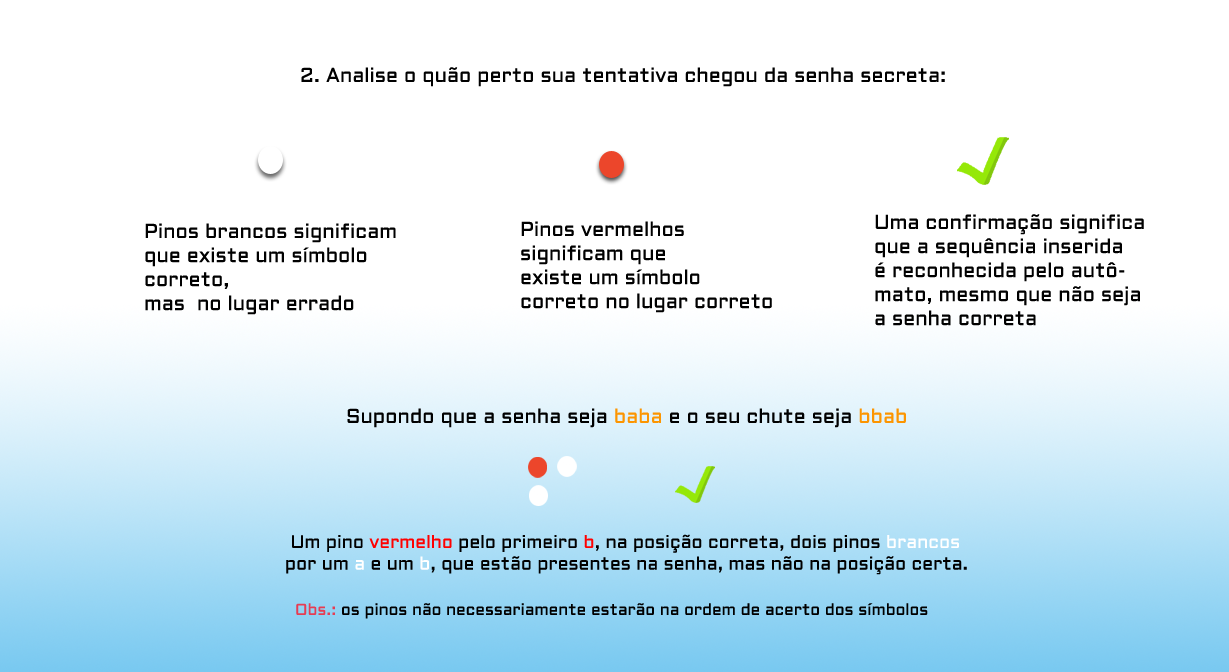 2. Analise o quão perto sua tentativa chegou da senha secreta:
Pinos brancos significam
que existe um símbolo
correto,
mas no lugar errado
Pinos vermelhos
significam que
existe um símbolo
correto no lugar correto
Uma confirmação significa
que a sequência inserida
é reconhecida pelo autô-
mato, mesmo que não seja
a senha correta
Supondo que a senha seja baba e o seu chute seja bbab
Um pino vermelho pelo primeiro b, na posição correta, dois pinos brancos
por um a e um b, que estão presentes na senha, mas não na posição certa.
Obs.: os pinos não necessariamente estarão na ordem de acerto dos símbolos